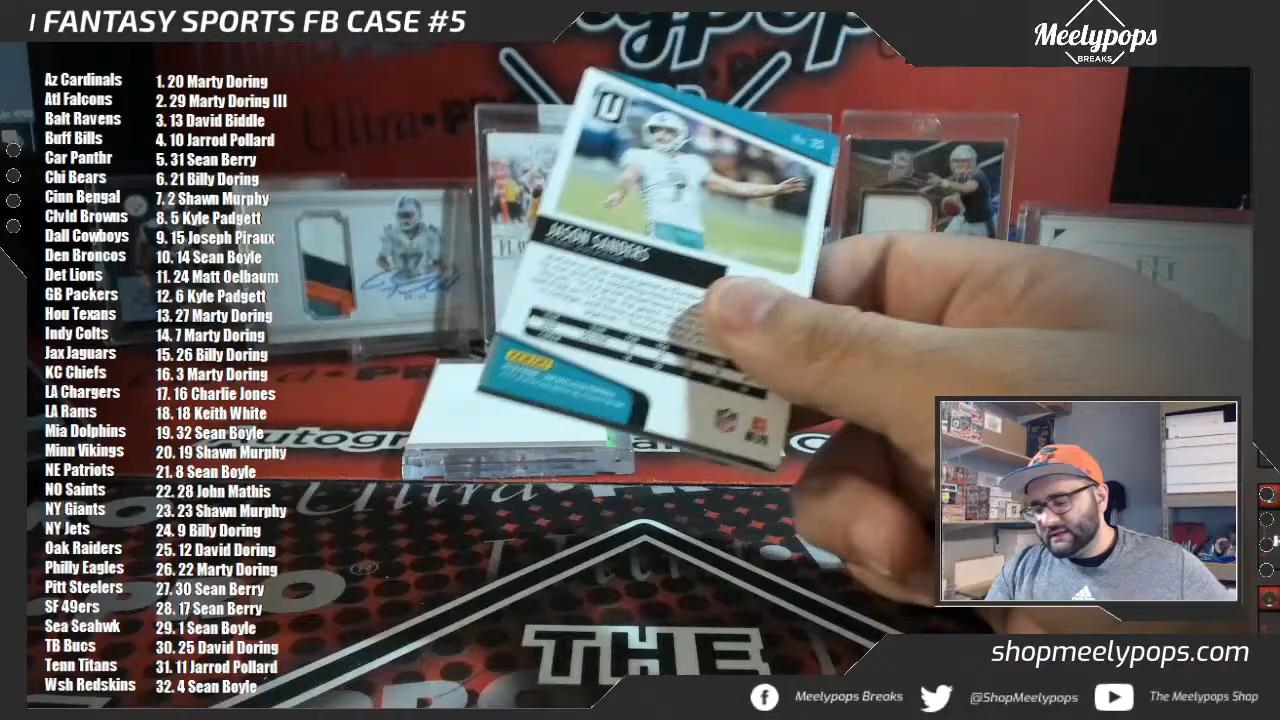 FANTASY SPORTS FB CASE #5
Meelypops
BREAKS
Az Cardinals 1. 20 Marty Doring
Atl Falcons 2. 29 Marty Doring III
Balt Ravens 3. 13 David Biddle
Buff Bills 4. 10 Jarrod Pollard
Car Panthr 5. 31 Sean Berry
Chi Bears 6. 21 Billy Doring
Cinn Bengal 7. 2 Shawn Murphy
Clvld Browns 8. 5 Kyle Padgett
Dall Cowboys 9. 15 Joseph Piraux
Den Broncos 10. 14 Sean Boyle
Det Lions 11. 24 Matt Oelbaum
GB Packers 12. 6 Kyle Padgett
Hou Texans 13. 27 Marty Doring
Indy Colts 14. 7 Marty Doring
Jax Jaguars 15. 26 Billy Doring
KC Chiefs 16. 3 Marty Doring
LA Chargers 17. 16 Charlie Jones
LA Rams 18. 18 Keith White
Mia Dolphins 19. 32 Sean Boyle
Minn Vikings 20. 19 Shawn Murphy
NE Patriots 21. 8 Sean Boyle
NO Saints 22. 28 John Mathis
NY Giants 23. 23 Shawn Murphy
NY Jets 24. 9 Billy Doring
Oak Raiders 25. 12 David Doring
Philly Eagles 26. 22 Marty Doring
Pitt Steelers 27. 30 Sean Berry
SF 49ers 28. 17 Sean Berry
Sea Seahwk 29. 1 Sean Boyle
TB Bucs 30. 25 David Doring
Tenn Titans 31. 11 Jarrod Pollard
Wsh Redskins 32. 4 Sean Boyle
JASON SANDERS
PANINI
THE
shopmeelypops.com
Meelypops Breaks
@ShopMeelypops
The Meelypops Shop